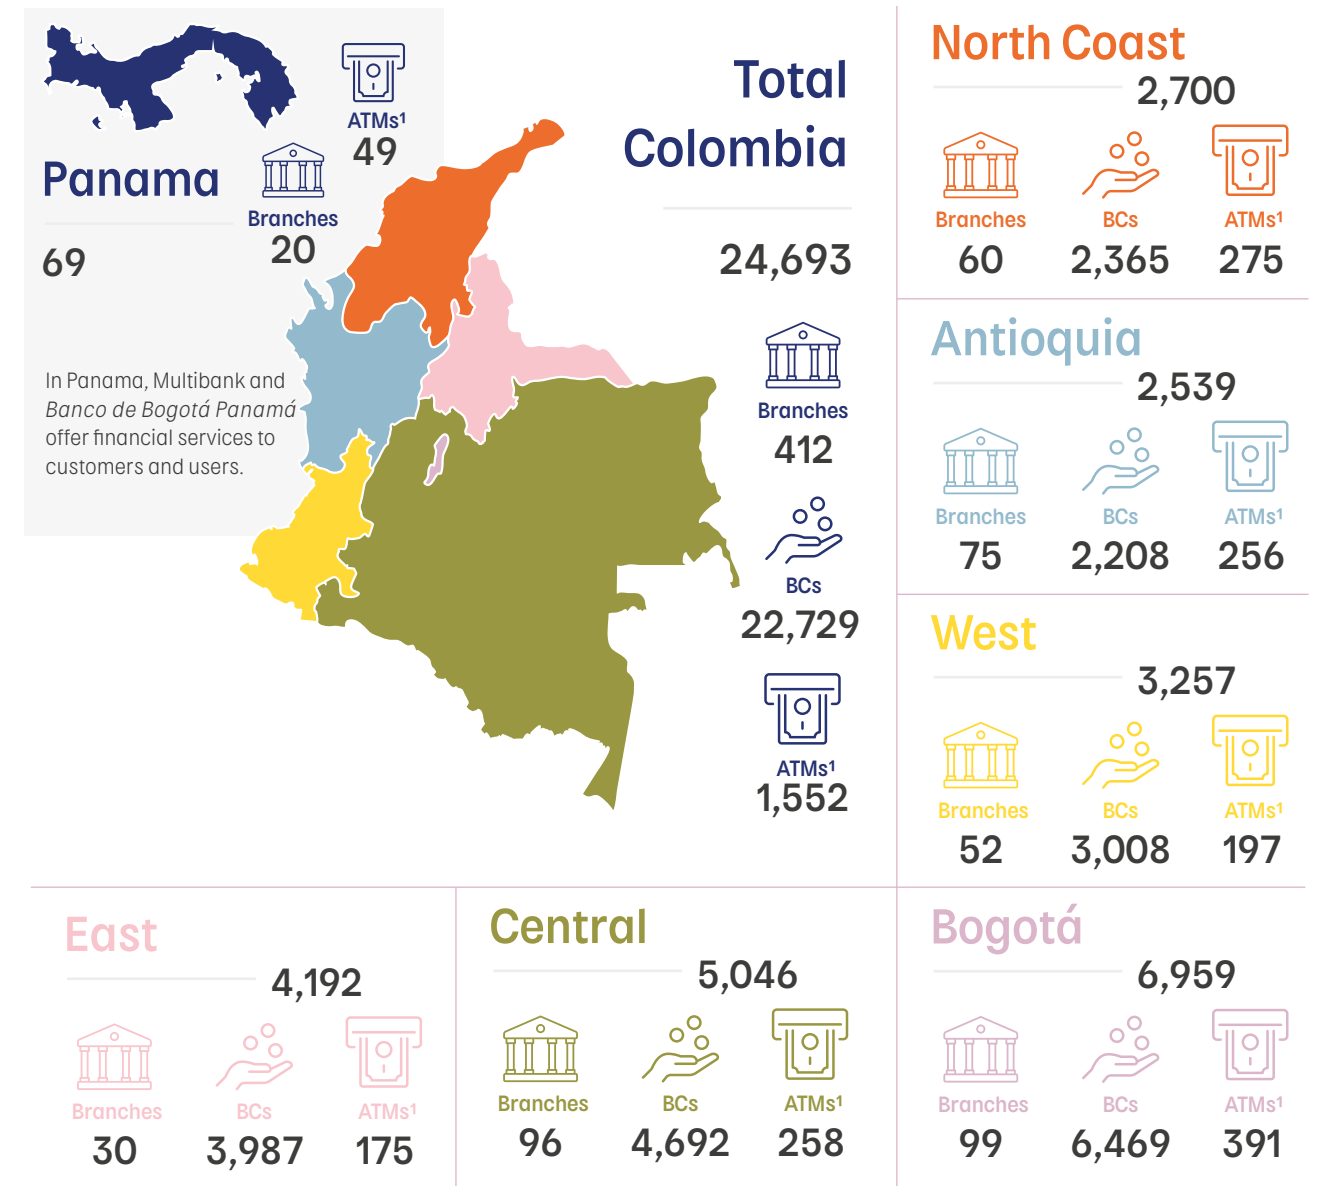 Panama
69
ATMs¹
49
Branches
20
In Panama, Multibank and
Banco de Bogotá Panamá
offer financial services to
customers and users.
Total
Colombia
24,693
Branches
412
BCs
22,729
ATMs¹
1,552
North Coast
2,700
Branches BCs ATMs¹
60 2,365 275
Antioquia
2,539
Branches BCs ATMs¹
75 2,208 256
West
3,257
Branches BCs ATMs¹
52 3,008 197
East
4,192
Branches BCs ATMs¹
30 3,987 175
Central
5,046
Branches BCs ATMs¹
96 4,692 258
Bogotá
6,959
Branches BCs ATMs¹
99 6,469 391